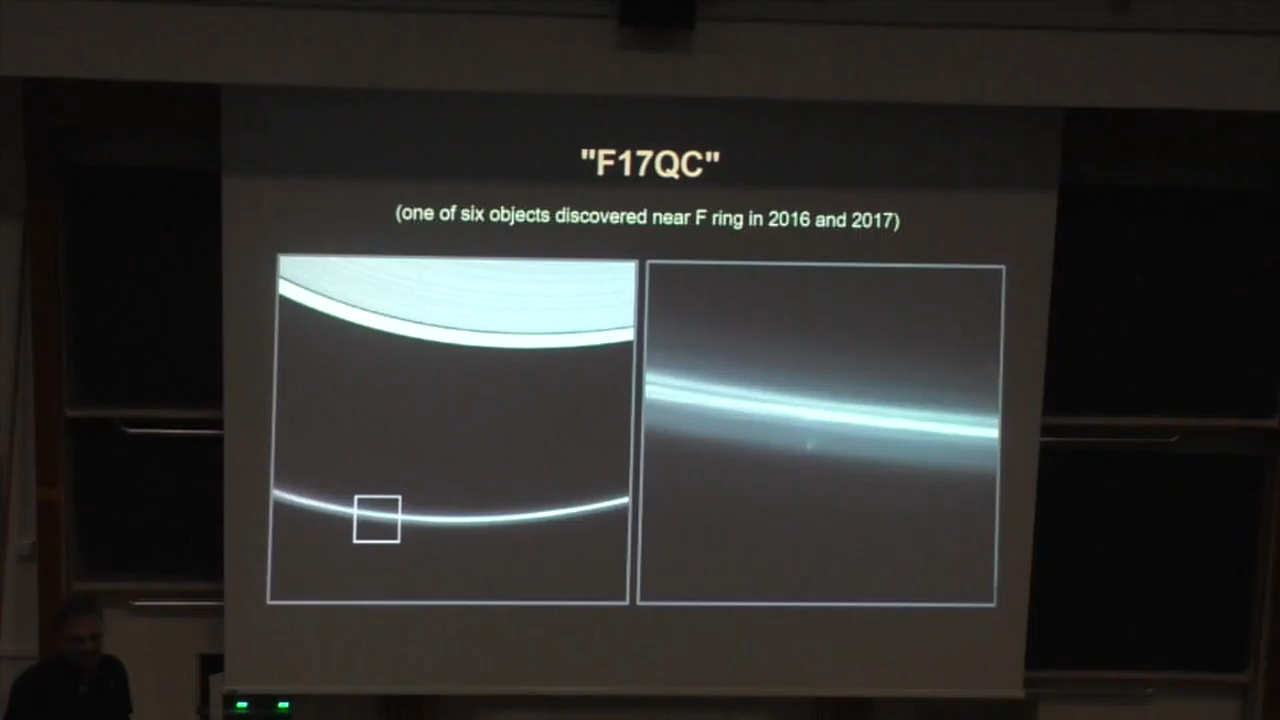 "F17QC"
(one of six objects discovered near F ring in 2016 and 2017)